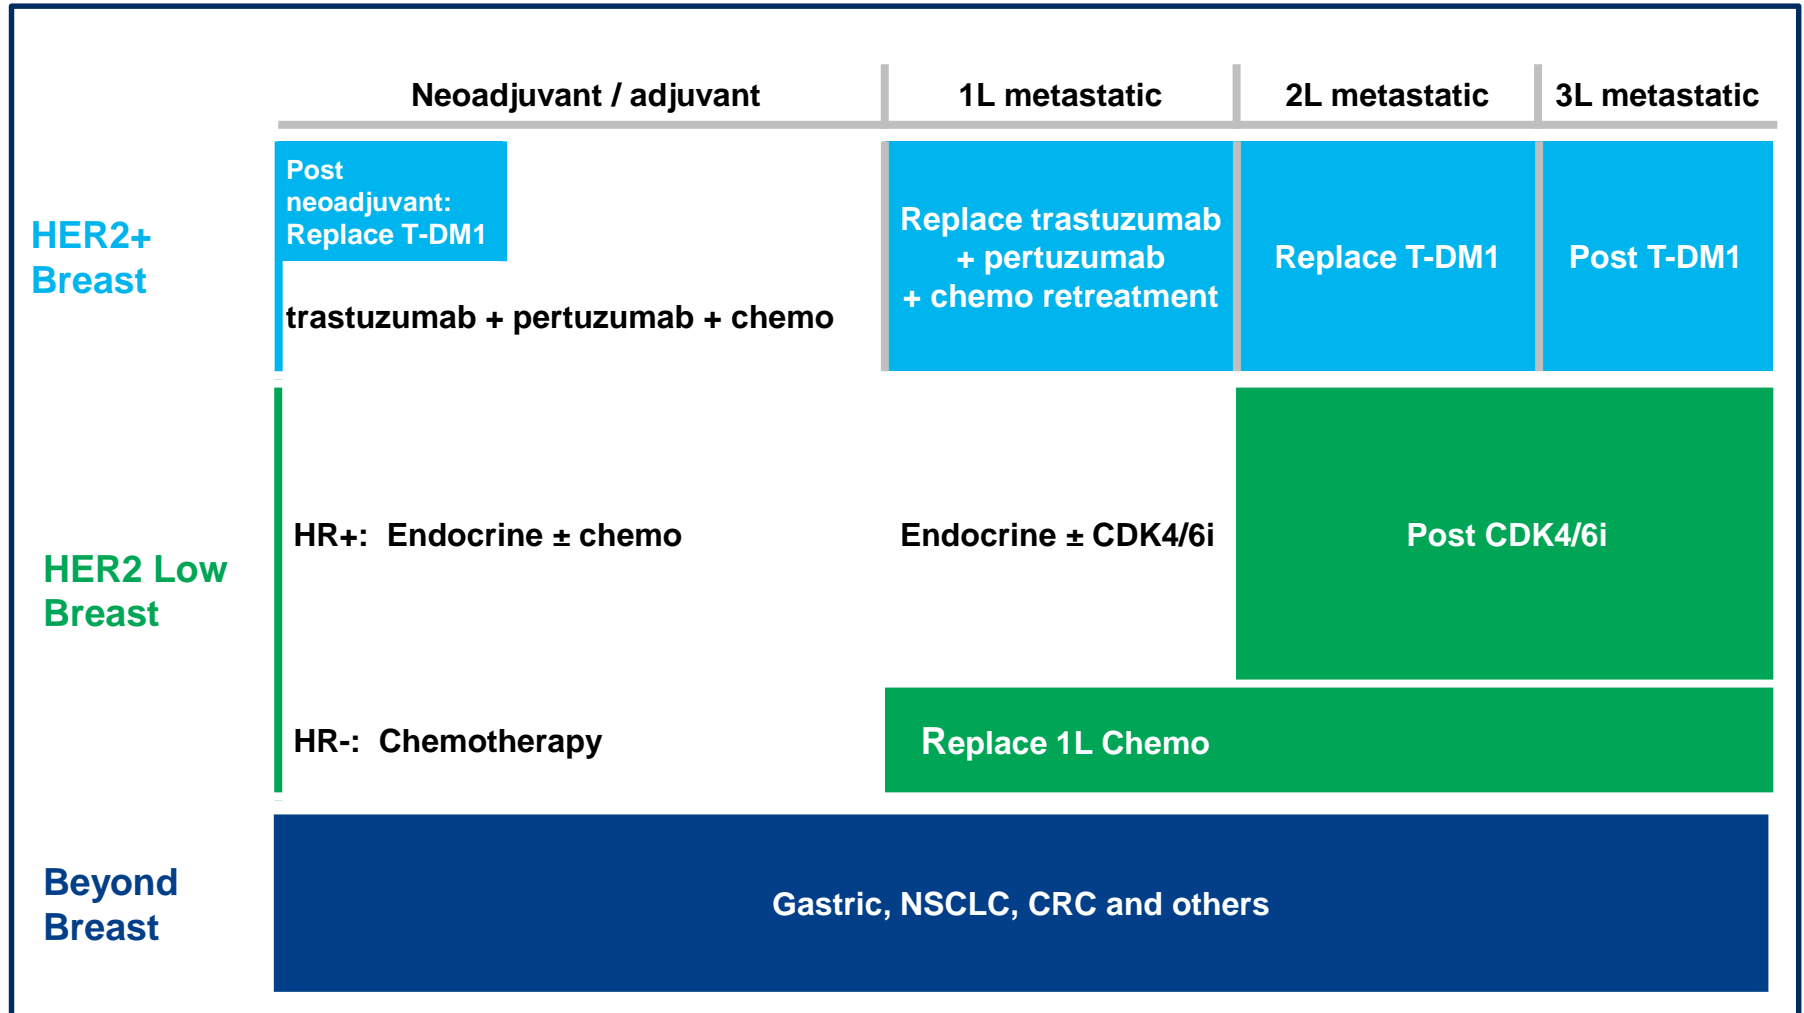 Neoadjuvant / adjuvant
1L metastatic
2L metastatic
3L metastatic
HER2+
Breast
Post
neoadjuvant:
Replace T-DM1
trastuzumab + pertuzumab + chemo
Replace trastuzumab
+ pertuzumab
+ chemo retreatment
Replace T-DM1
Post T-DM1
HER2 Low
Breast
HR+: Endocrine ± chemo
Endocrine ± CDK4/6i
Post CDK4/6i
HR-: Chemotherapy
Replace 1L Chemo
Beyond
Breast
Gastric, NSCLC, CRC and others